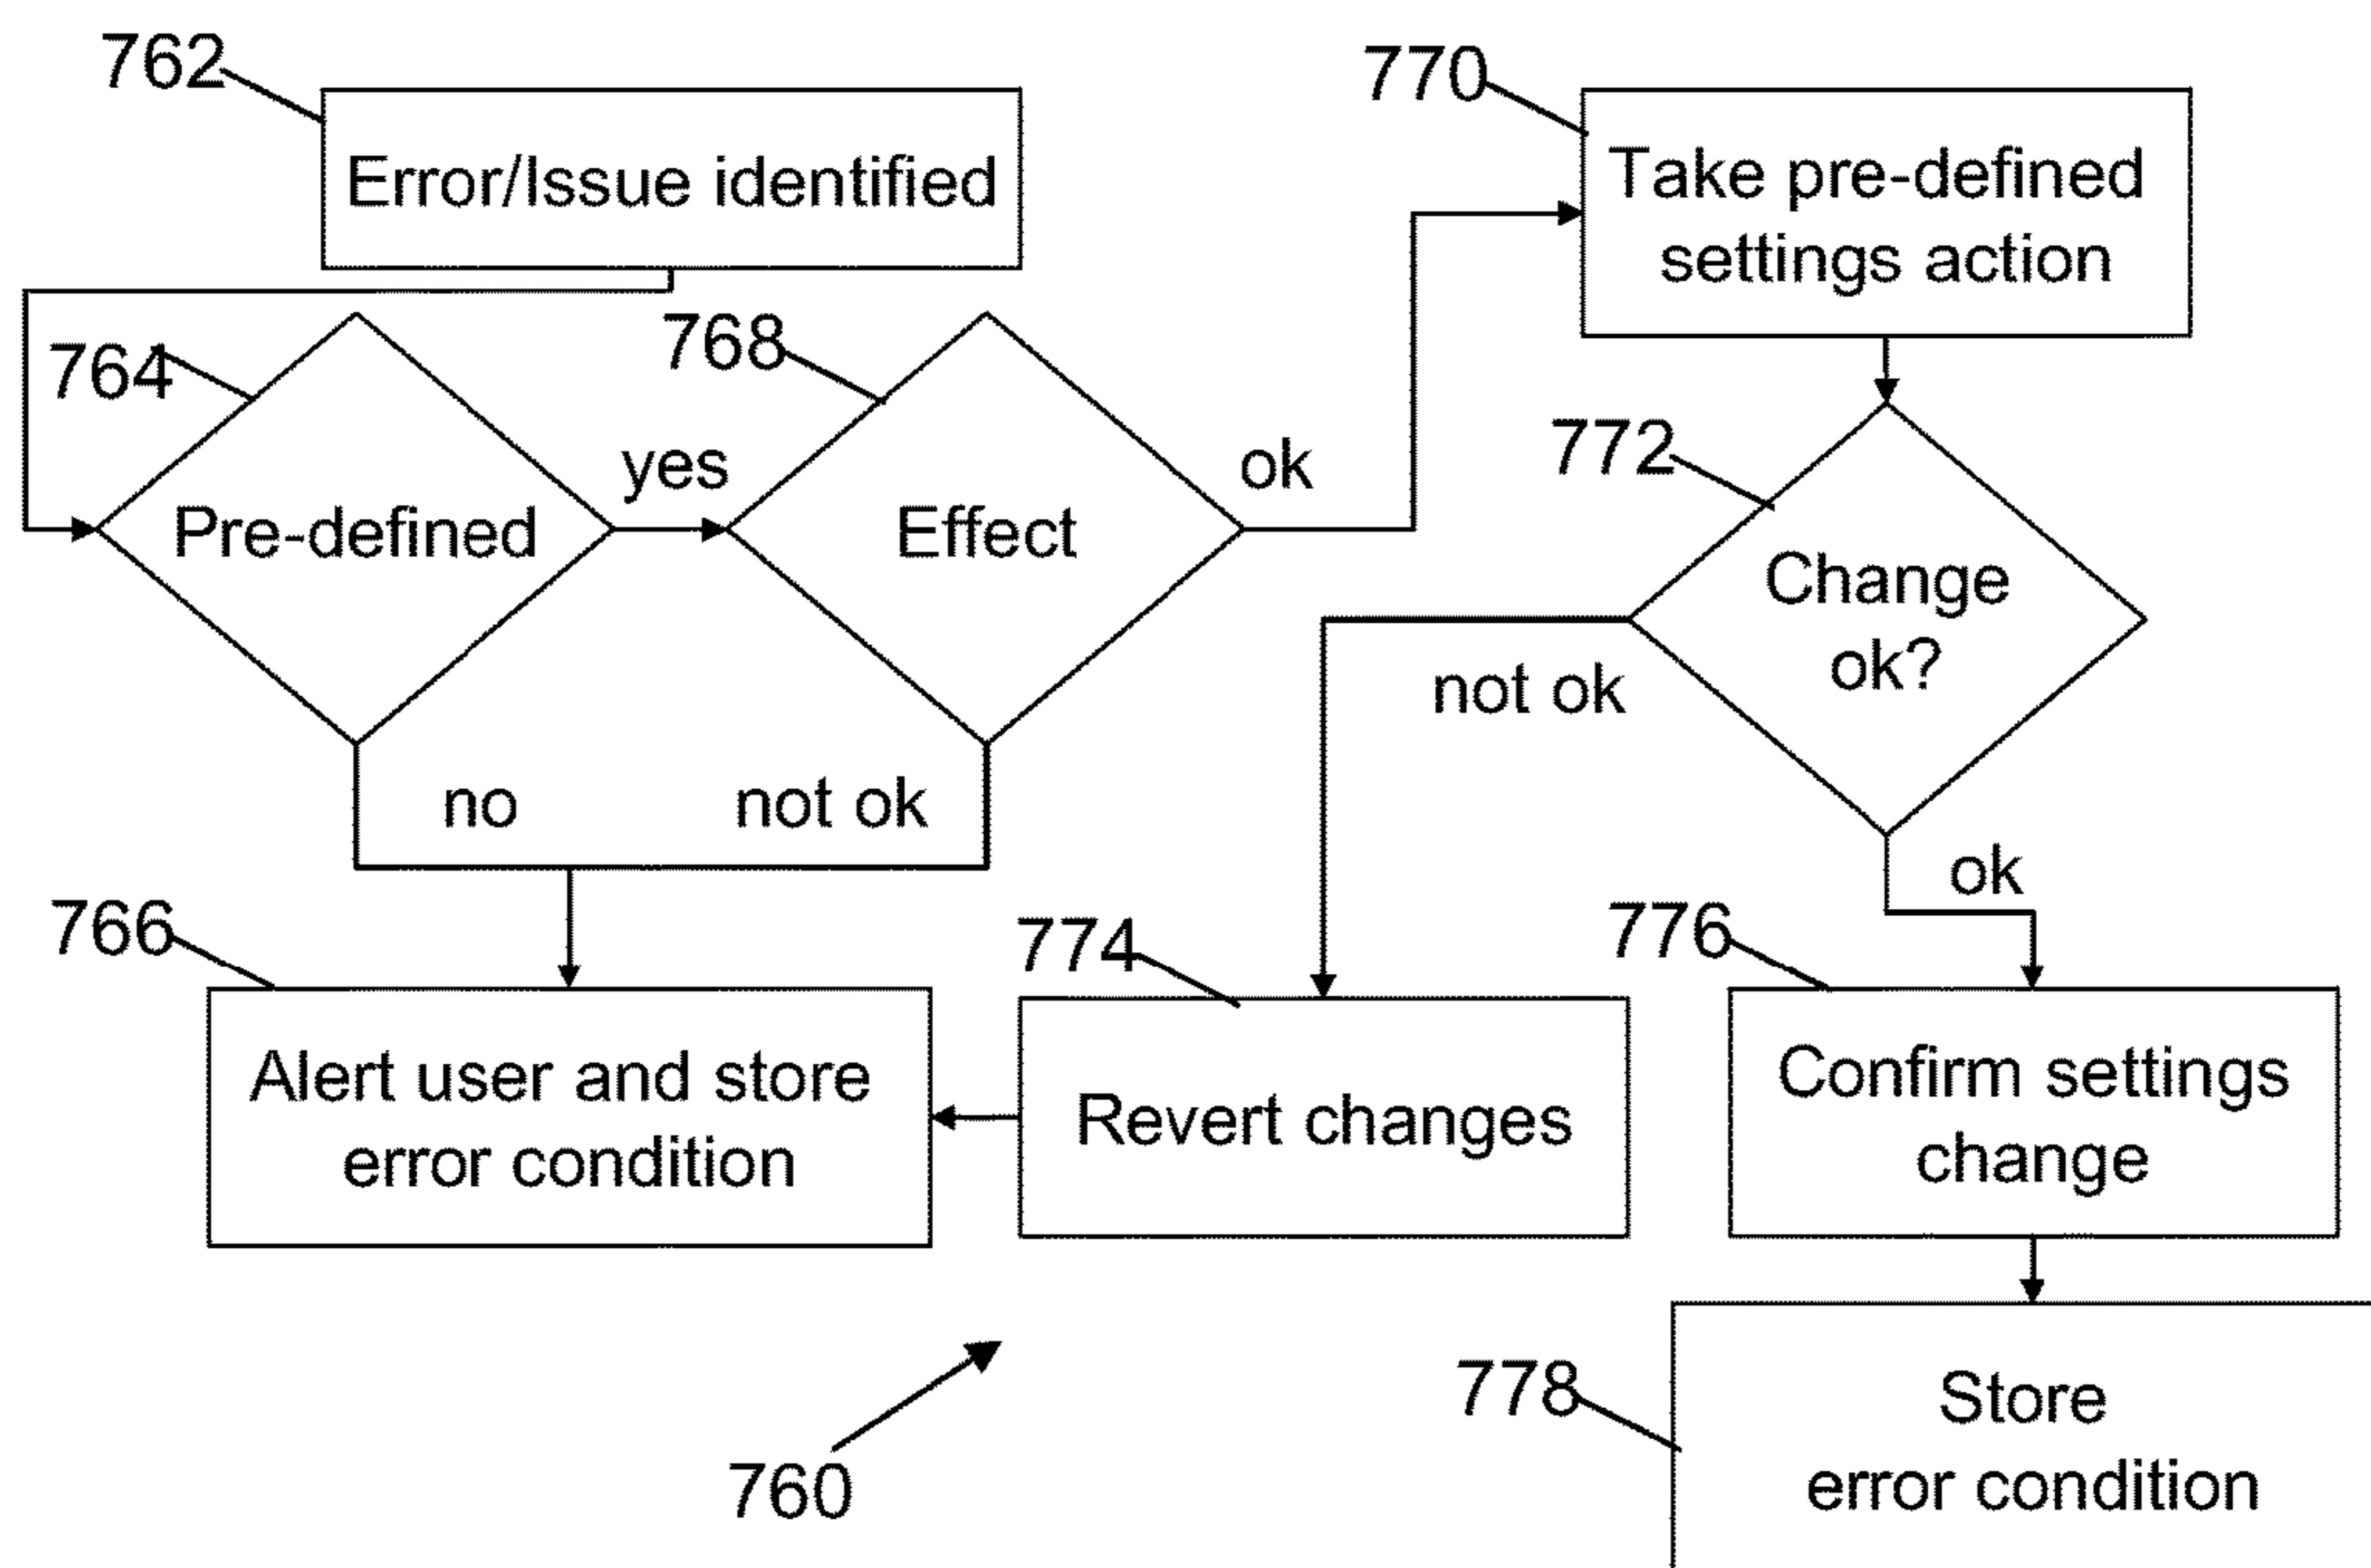 762
Error/Issue identified
770
Take pre-defined
settings action
764
Pre-defined
yes
768
Effect
ok
772
Change
ok?
no
not ok
not ok
ok
766
Alert user and store
error condition
774
Revert changes
776
Confirm settings
change
760
778
Store
error condition